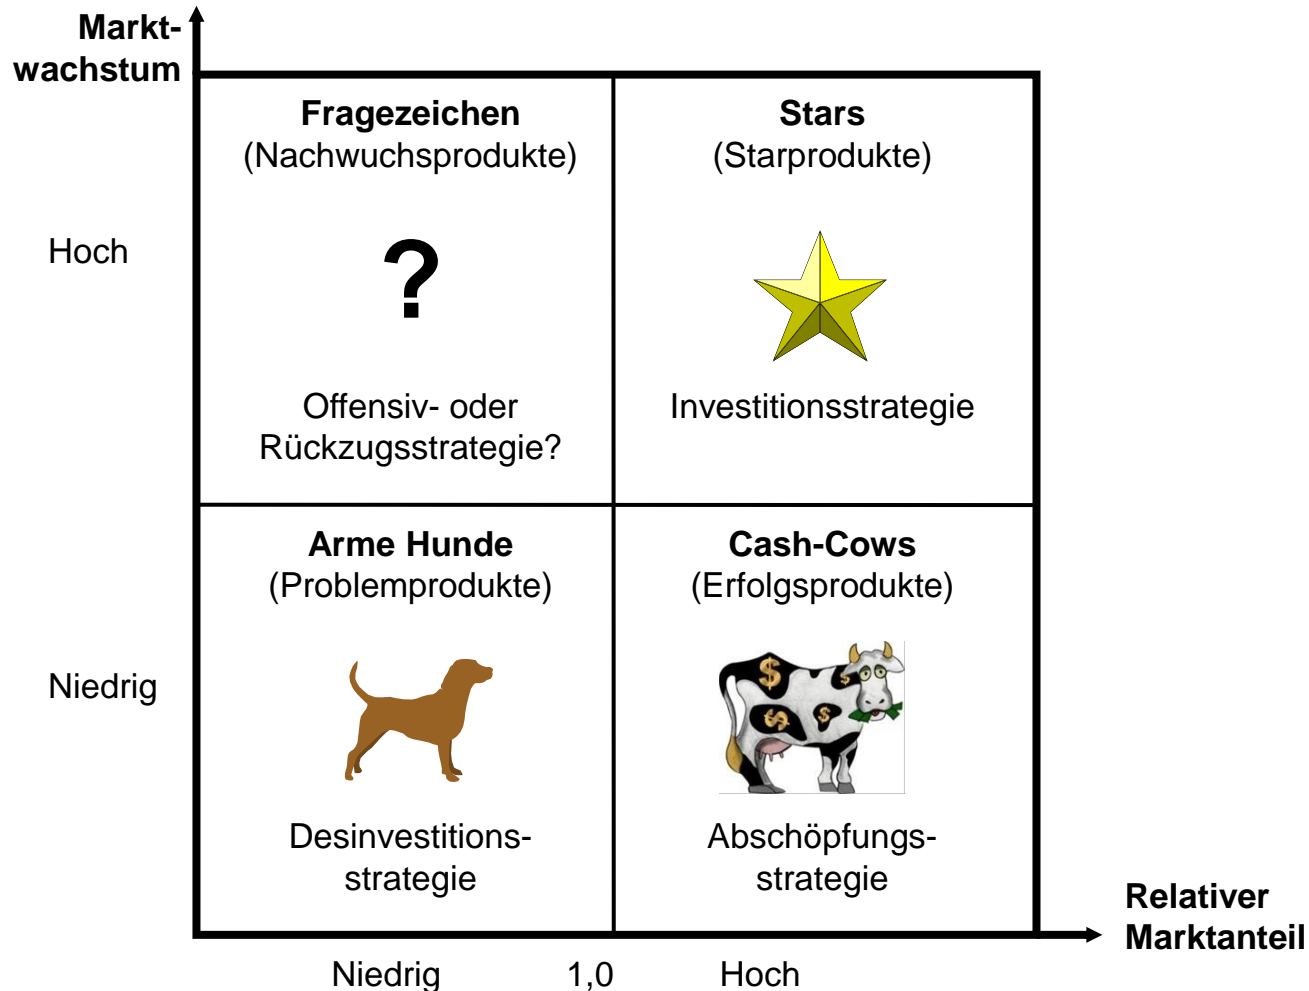 Markt-
wachstum
Fragezeichen
(Nachwuchsprodukte)
Stars
(Starprodukte)
Hoch
?
Offensiv- oder
Rückzugsstrategie?
Investitionsstrategie
Arme Hunde
(Problemprodukte)
Cash-Cows
(Erfolgsprodukte)
Niedrig
$
$
$
$
Desinvestitions-
strategie
Abschöpfungs-
strategie
Relativer
Marktanteil
Niedrig
1,0
Hoch